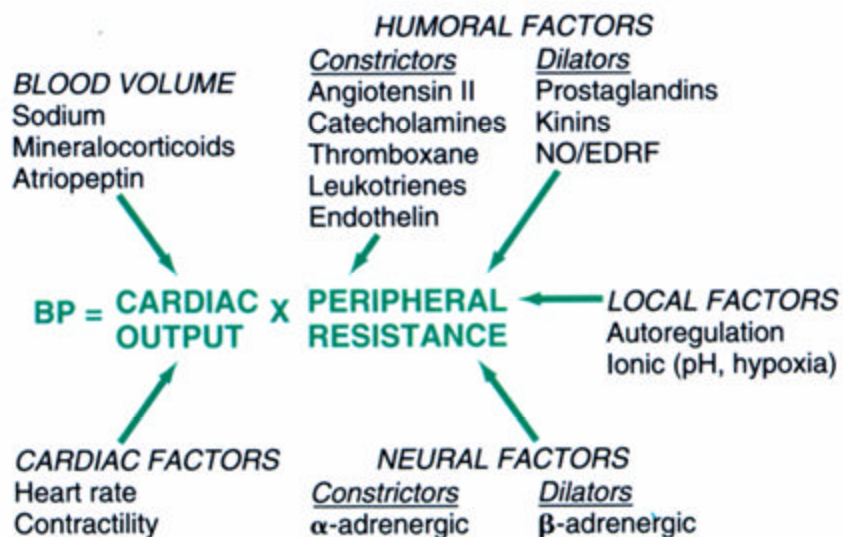 HUMORAL FACTORS
Constrictors Dilators
Angiotensin II Prostaglandins
Catecholamines Kinins
Thromboxane NO/EDRF
Leukotrienes
Endothelin
BLOOD VOLUME
Sodium
Mineralocorticoids
Atriopeptin
BP = CARDIAC OUTPUT X PERIPHERAL RESISTANCE
LOCAL FACTORS
Autoregulation
Ionic (pH, hypoxia)
CARDIAC FACTORS
Heart rate
Contractility
NEURAL FACTORS
Constrictors Dilators
α-adrenergic β-adrenergic